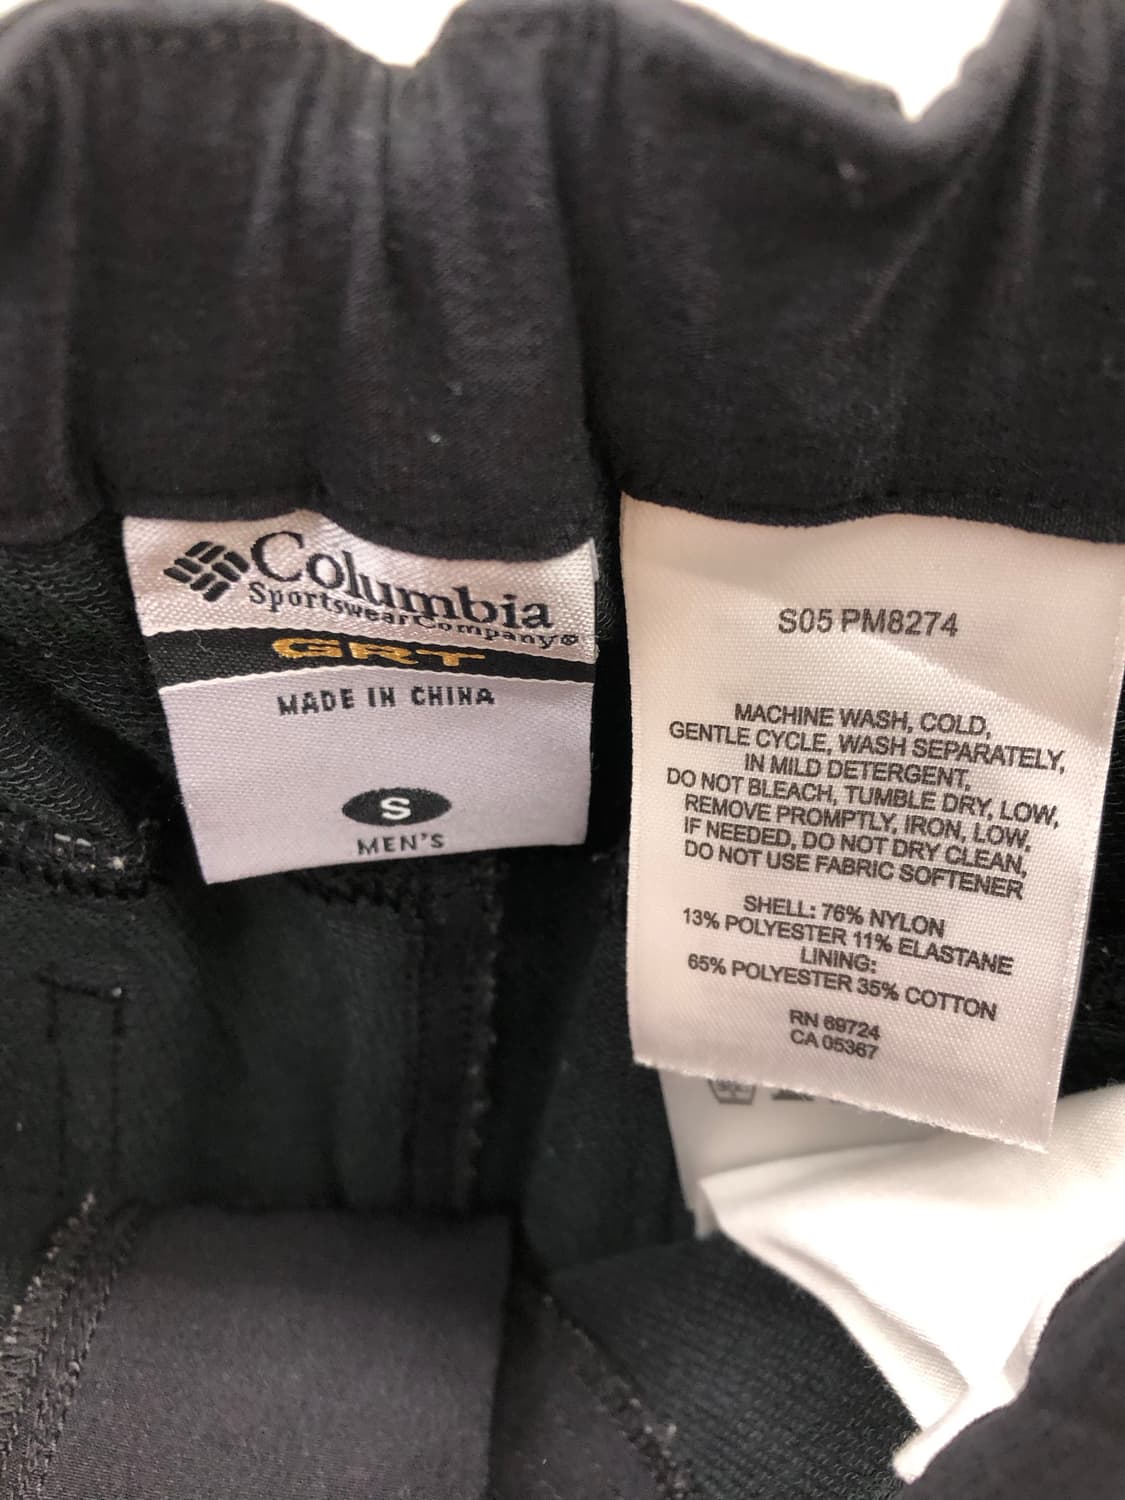 Columbia
Sportswear Company®
GRT
MADE IN CHINA
S
MEN'S
S05 PM8274
MACHINE WASH, COLD,
GENTLE CYCLE, WASH SEPARATELY,
IN MILD DETERGENT,
DO NOT BLEACH, TUMBLE DRY, LOW,
REMOVE PROMPTLY, IRON, LOW,
IF NEEDED, DO NOT DRY CLEAN,
DO NOT USE FABRIC SOFTENER
SHELL: 76% NYLON
13% POLYESTER 11% ELASTANE
LINING:
65% POLYESTER 35% COTTON
RN 69724
CA 05367